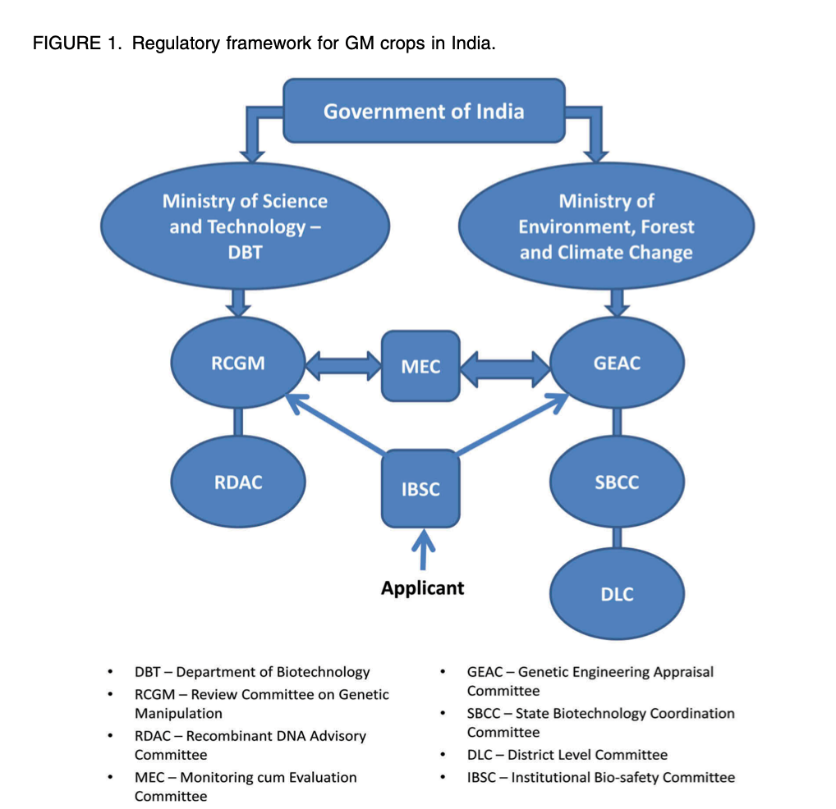 FIGURE 1. Regulatory framework for GM crops in India.
Government of India
Ministry of Science
and Technology –
DBT
Ministry of
Environment, Forest
and Climate Change
RCGM
MEC
GEAC
RDAC
IBSC
SBCC
Applicant
DLC
• DBT – Department of Biotechnology
• RCGM – Review Committee on Genetic
Manipulation
• RDAC – Recombinant DNA Advisory
Committee
• MEC – Monitoring cum Evaluation
Committee
• GEAC – Genetic Engineering Appraisal
Committee
• SBCC – State Biotechnology Coordination
Committee
• DLC – District Level Committee
• IBSC – Institutional Bio-safety Committee